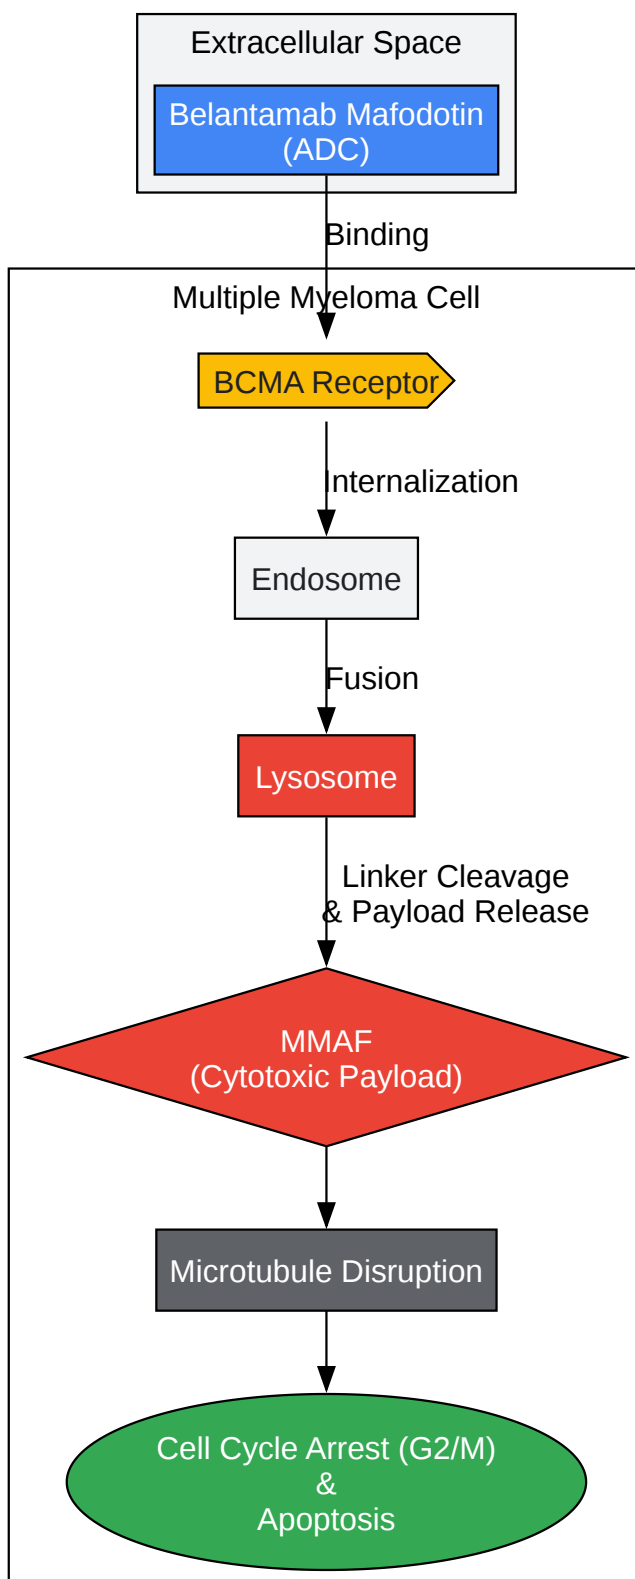 Extracellular Space
Belantamab Mafodotin
(ADC)
Binding
Multiple Myeloma Cell
BCMA Receptor
Internalization
Endosome
Fusion
Lysosome
Linker Cleavage
& Payload Release
MMAF
(Cytotoxic Payload)
Microtubule Disruption
Cell Cycle Arrest (G2/M)
&
Apoptosis